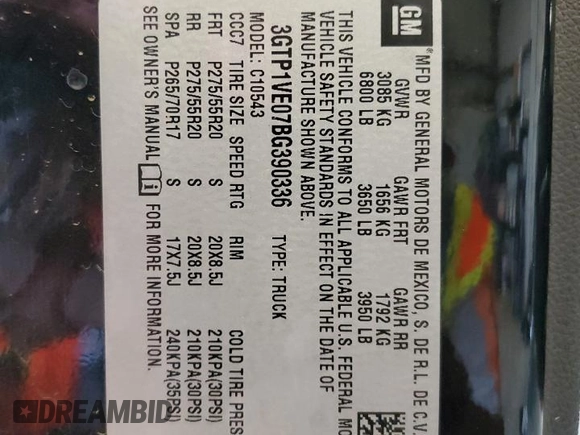 GM
® MFD BY GENERAL MOTORS DE MEXICO, S. DE R.L. DE C.V.
GVWR GAWR FRT GAWR RR
3085 KG 1656 KG 1792 KG
6800 LB 3650 LB 3950 LB
THIS VEHICLE CONFORMS TO ALL APPLICABLE U.S. FEDERAL MO
VEHICLE SAFETY STANDARDS IN EFFECT ON THE DATE OF
MANUFACTURE SHOWN ABOVE.
3GTP1VE07BG390336 TYPE: TRUCK
MODEL: C10543
CGC7 TIRE SIZE SPEED RTG RIM COLD TIRE PRES
FRT P275/55R20 S 20X8.5J 210KPA(30PSI)
RR P275/55R20 S 20X8.5J 210KPA(30PSI)
SPA P265/70R17 S 17X7.5J 240KPA(35PSI)
SEE OWNER'S MANUAL FOR MORE INFORMATION.
DREAMBID